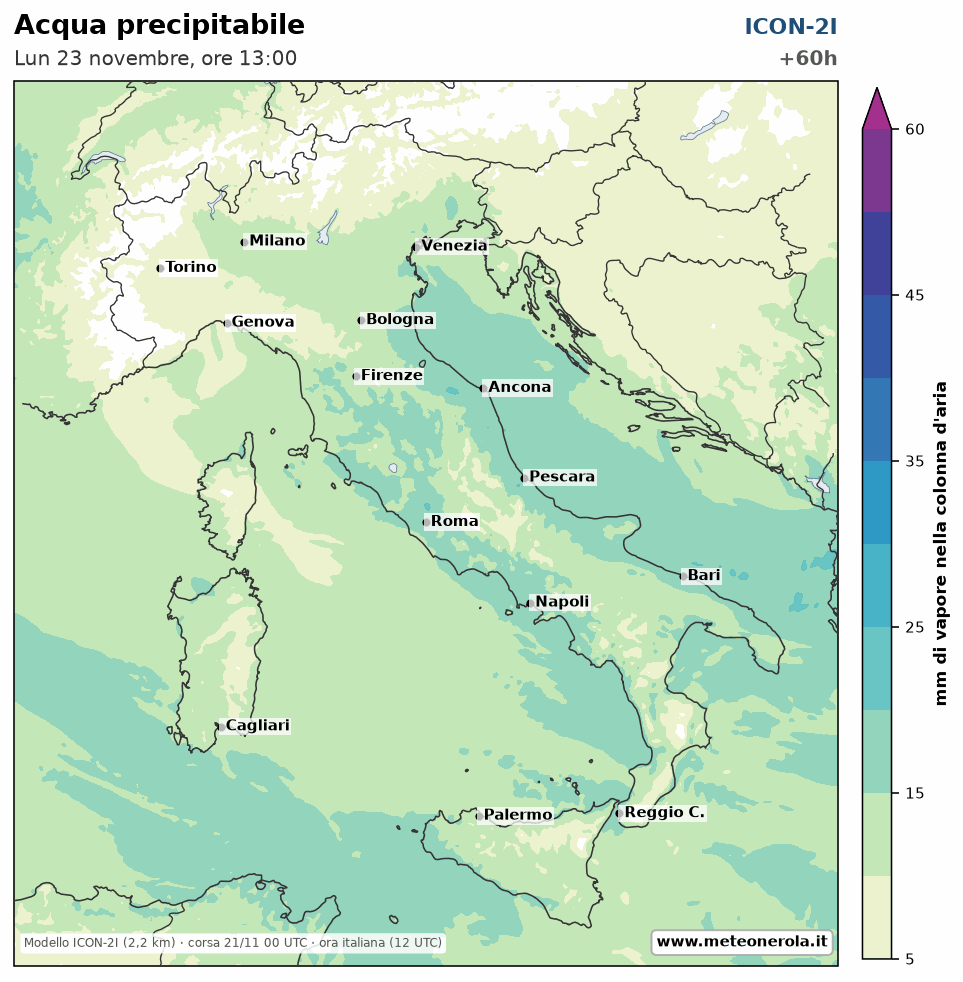 Acqua precipitabile
ICON-2I
Lun 23 novembre, ore 13:00
+60h
60
Milano
Venezia
Torino
45
Genova
Bologna
Firenze
Ancona
35
Pescara
Roma
Bari
Napoli
25
Cagliari
15
Palermo
Reggio C.
mm di vapore nella colonna d'aria
Modello ICON-2I (2,2 km) · corsa 21/11 00 UTC · ora italiana (12 UTC)
www.meteonerola.it
5